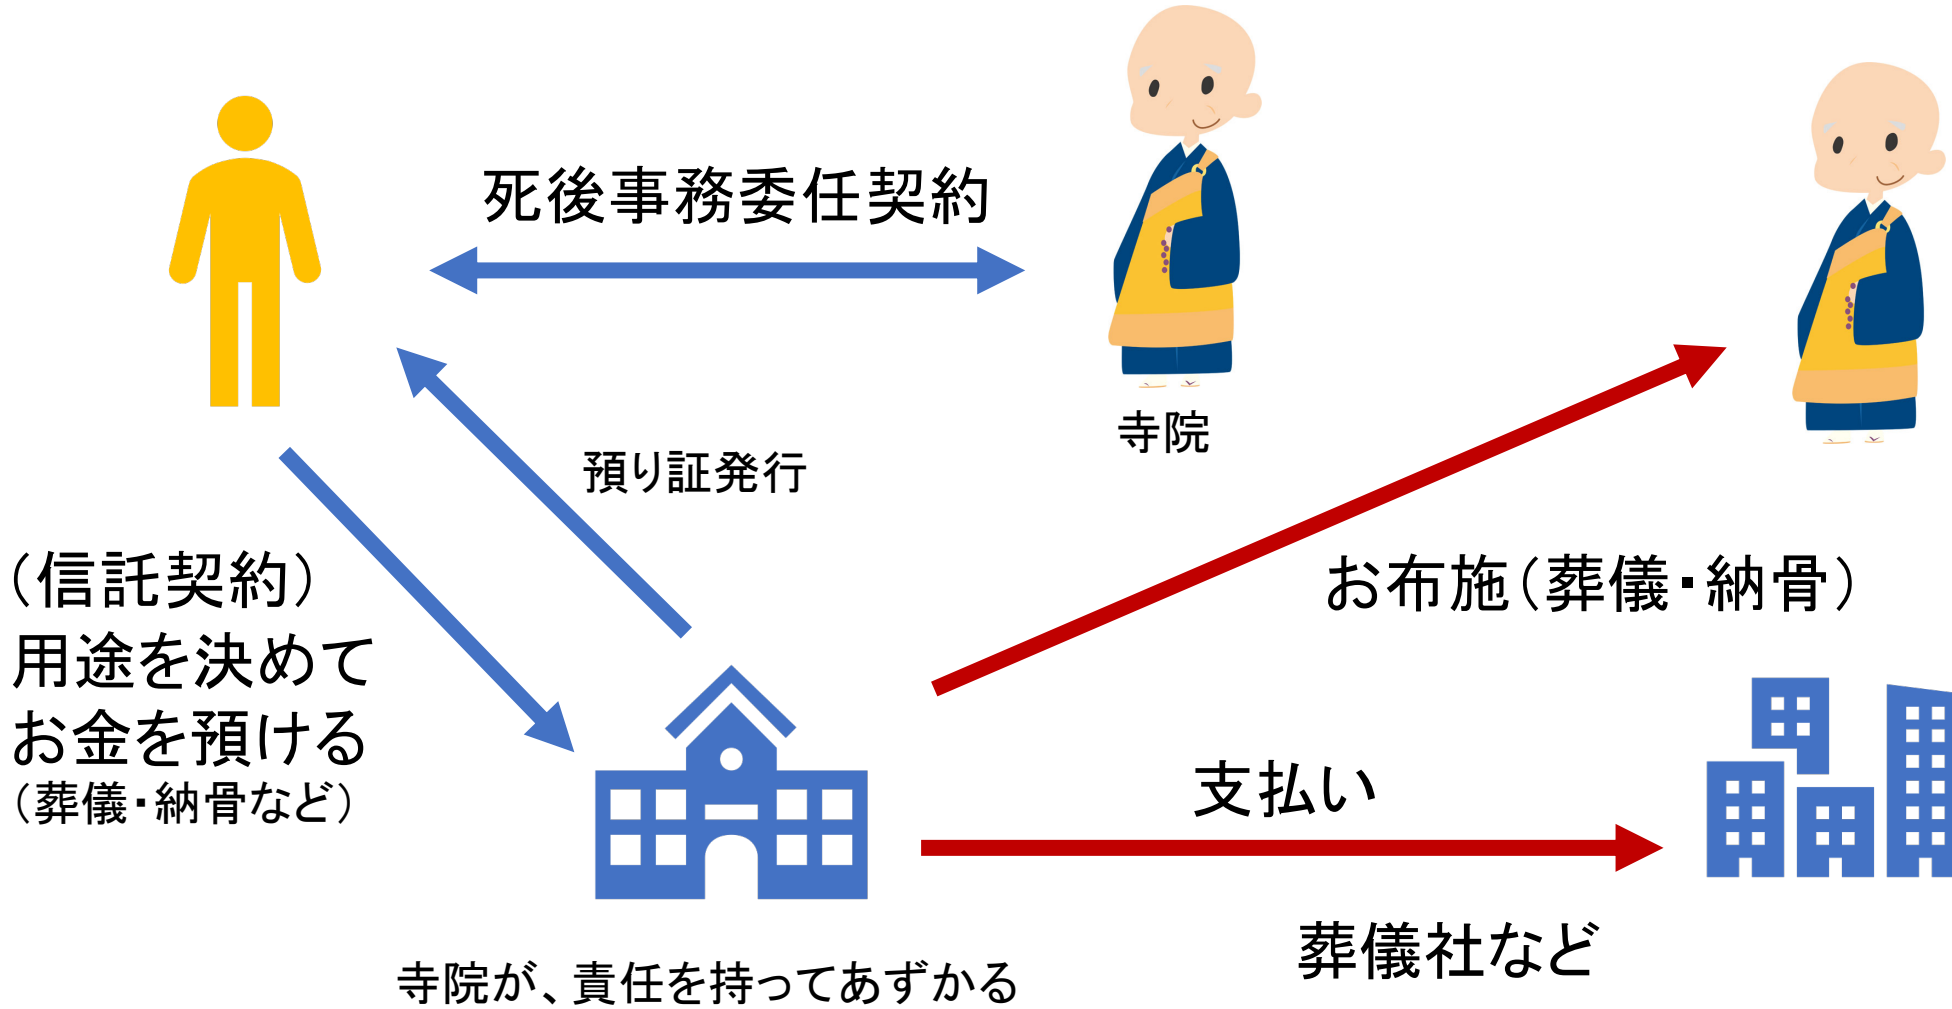 死後事務委任契約
寺院
預り証発行
（信託契約）
用途を決めて
お金を預ける
（葬儀・納骨など）
お布施（葬儀・納骨）
支払い
葬儀社など
寺院が、責任を持ってあずかる